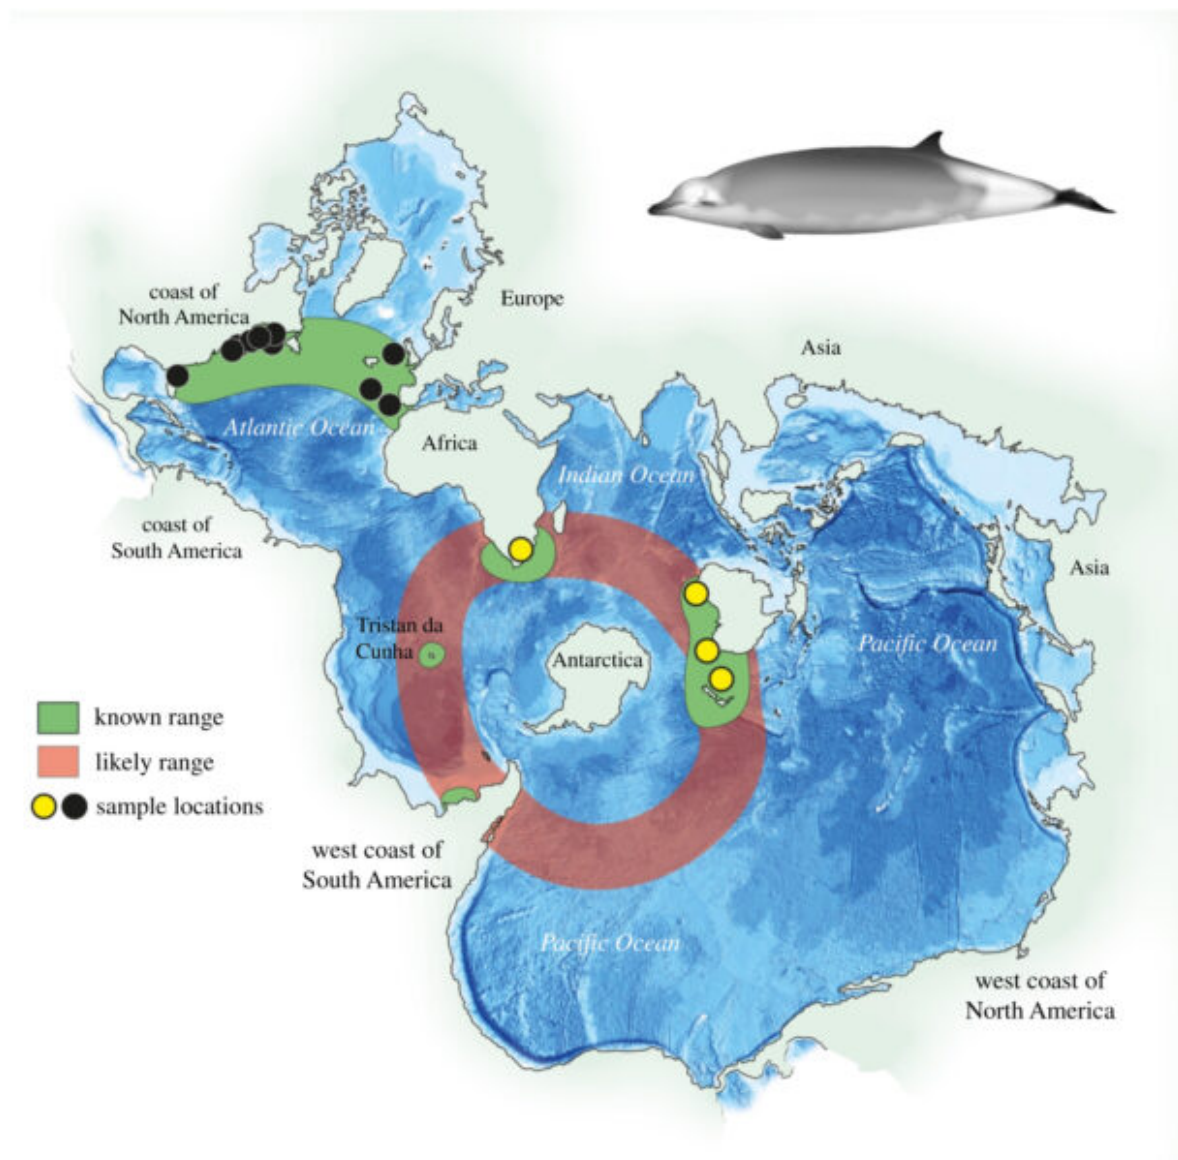 Europe
coast of
North America
Asia
Atlantic Ocean
Africa
Indian Ocean
coast of
South America
Asia
Tristan da
Cunha
Pacific Ocean
Antarctica
known range
likely range
sample locations
west coast of
South America
Pacific Ocean
west coast of
North America